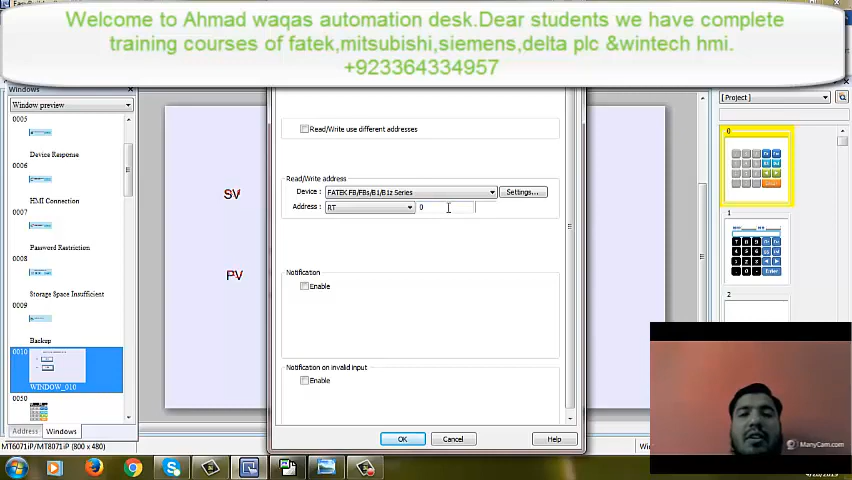 Welcome to Ahmad waqas automation desk.Dear students we have complete
training courses of fatek,mitsubishi,siemens,delta plc &wintech hmi.
+923364334957
Windows
Window preview
0005
Device Response
0006
HMI Connection
0007
Password Restriction
0008
Storage Space Insufficient
0009
Backup
0010
WINDOW_010
0050
Address
Windows
MT6071iP/MT8071iP (800 x 480)
SV
PV
Read/Write use different addresses
Read/Write address
Device :
FATEK FB/FBs/B1/B1z Series
Settings...
Address :
RT
0
Notification
Enable
Notification on invalid input
Enable
OK
Cancel
Help
[ Project ]
0
1
2
ManyCam.com